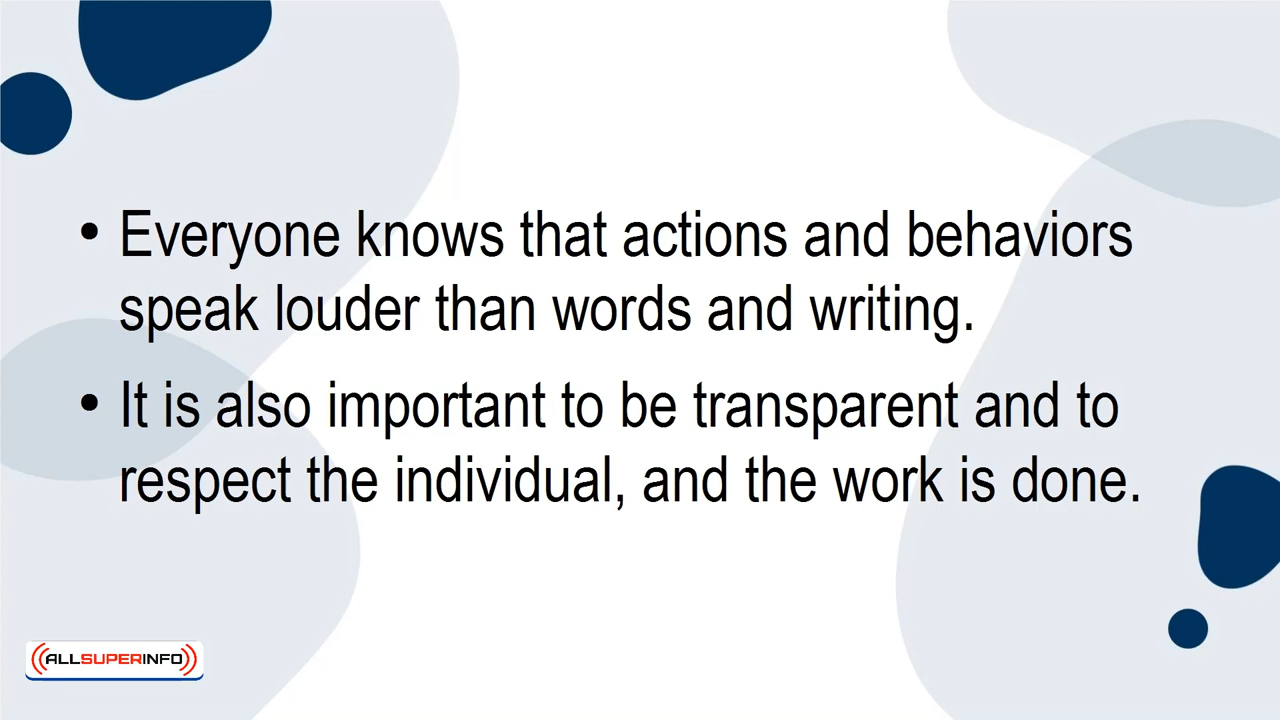 • Everyone knows that actions and behaviors
speak louder than words and writing.
• It is also important to be transparent and to
respect the individual, and the work is done.
ALLSUPERINFO